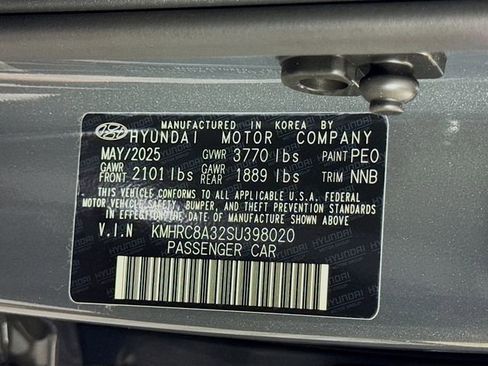 MANUFACTURED IN KOREA BY
HYUNDAI MOTOR COMPANY
MAY/2025 GVWR 3770 lbs PAINT PEO
GAWR FRONT 2101 lbs GAWR REAR 1889 lbs TRIM NNB
THIS VEHICLE CONFORMS TO ALL APPLICABLE U.S.A. FEDERAL
MOTOR VEHICLE SAFETY, BUMPER, AND THEFT PREVENTION
STANDARDS IN EFFECT ON THE DATE OF MANUFACTURE SHOWN ABOVE.
V.I.N KMHRC8A32SU398020
PASSENGER CAR